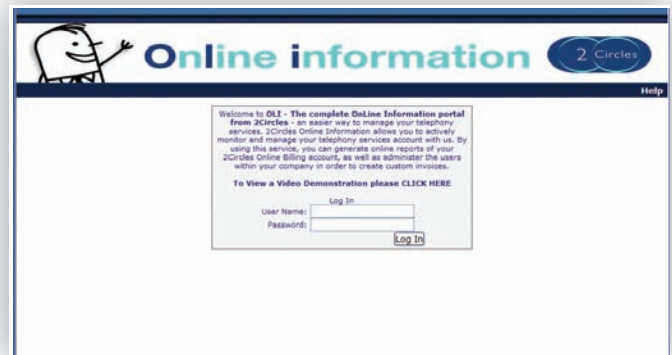 Online information
2 Circles
Help
Welcome to OLI - The complete OnLine Information portal
from 2Circles - an easier way to manage your telephony
services. 2Circles Online Information allows you to actively
monitor and manage your telephony services account with us. By
using this service, you can generate online reports of your
2Circles Online Billing account, as well as administer the users
within your company in order to create custom invoices.
To View a Video Demonstration please CLICK HERE
Log In
User Name:
Password:
Log In